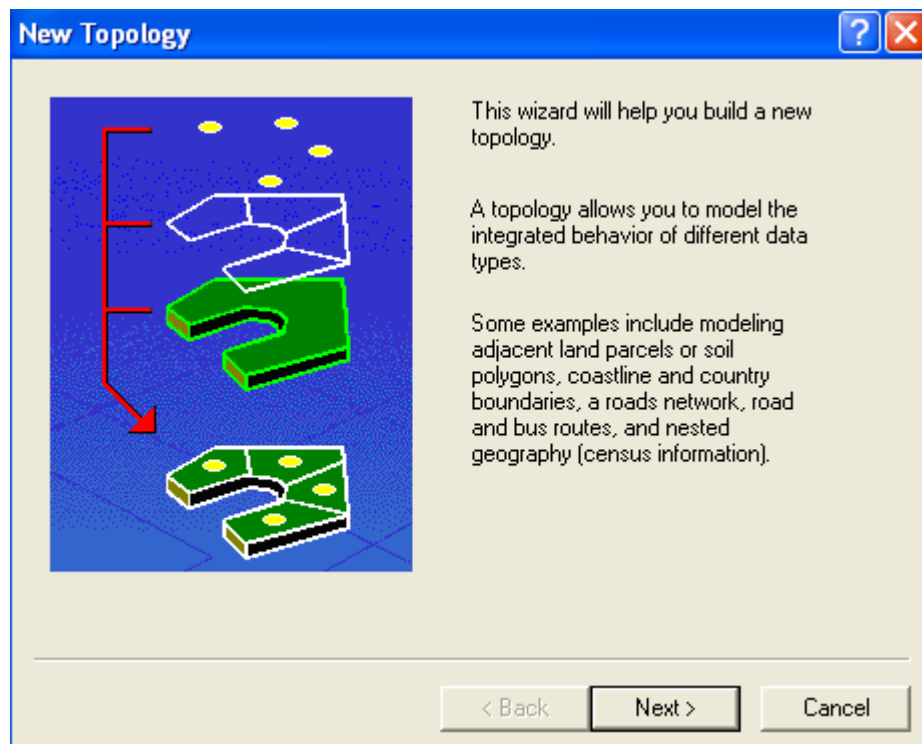 New Topology
This wizard will help you build a new
topology.
A topology allows you to model the
integrated behavior of different data
types.
Some examples include modeling
adjacent land parcels or soil
polygons, coastline and country
boundaries, a roads network, road
and bus routes, and nested
geography (census information).
< Back
Next >
Cancel